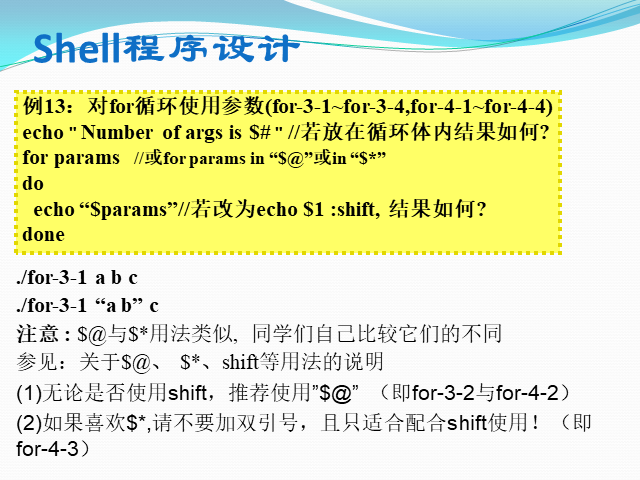 Shell程序设计
例13：对for循环使用参数(for-3-1~for-3-4,for-4-1~for-4-4)
echo " Number of args is $# " //若放在循环体内结果如何?
for params //或for params in “$@”或in “$*”
do
echo “$params”//若改为echo $1 :shift, 结果如何?
done
./for-3-1 a b c
./for-3-1 “a b” c
注意 : $@与$*用法类似, 同学们自己比较它们的不同
参见：关于$@、 $*、shift等用法的说明
(1)无论是否使用shift，推荐使用”$@” （即for-3-2与for-4-2）
(2)如果喜欢$*,请不要加双引号，且只适合配合shift使用！（即
for-4-3）